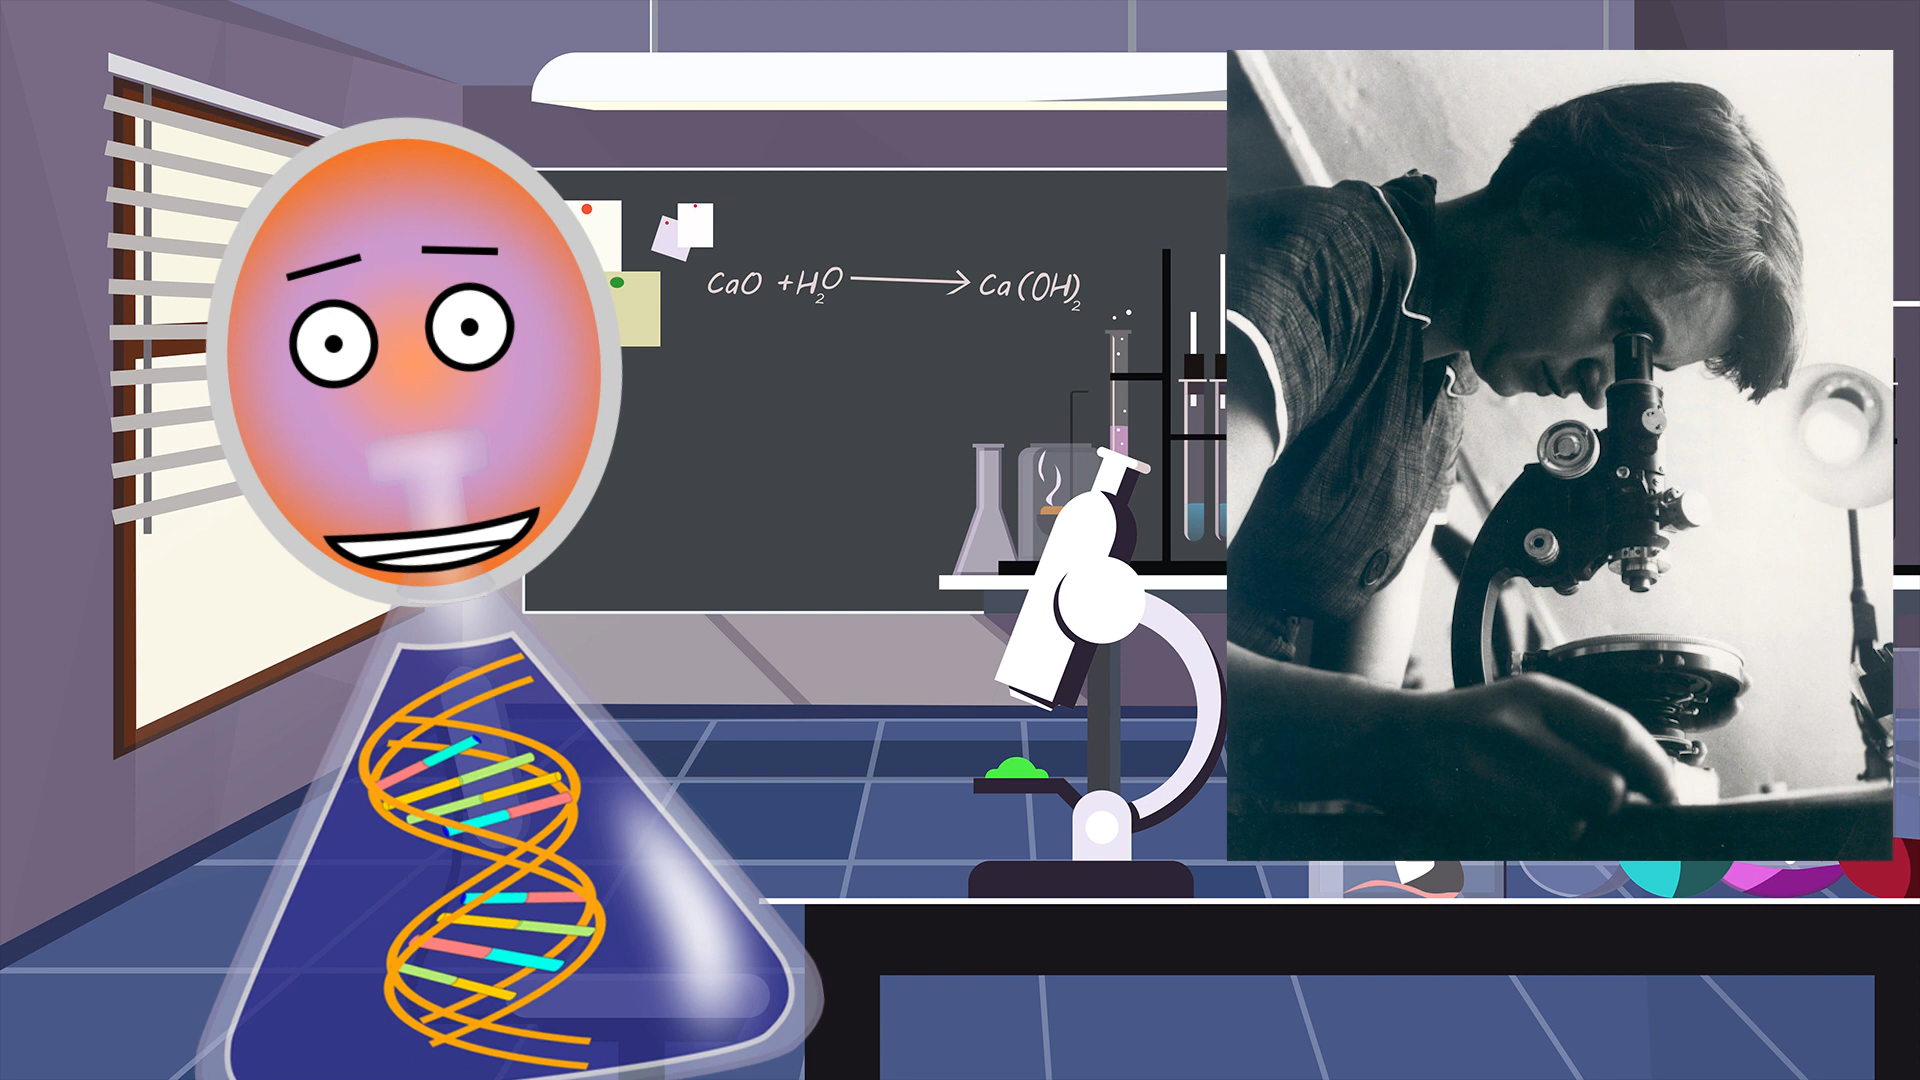 CaO + H₂O ⟶ Ca(OH)₂